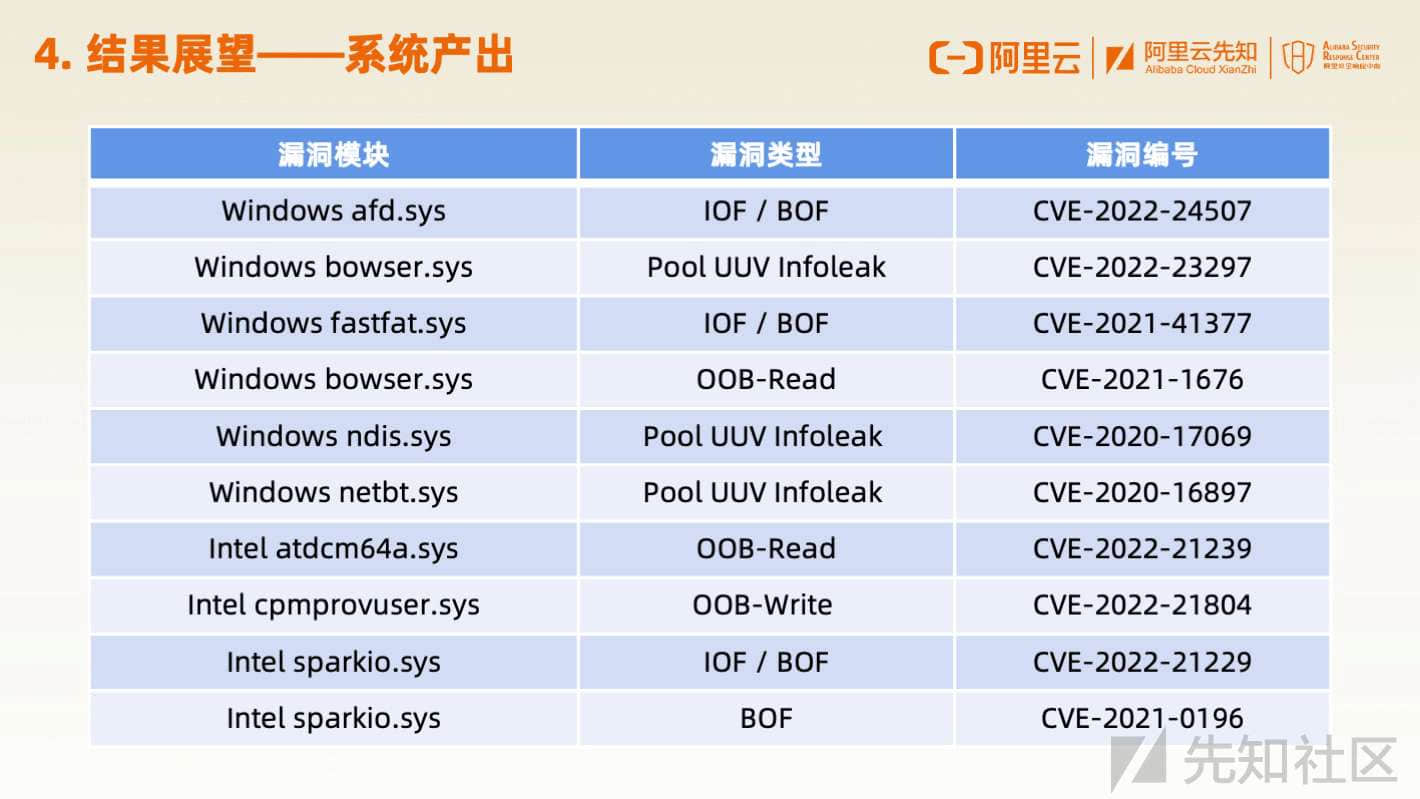 4. 结果展望——系统产出
阿里云
阿里云先知
Alibaba Cloud XianZhi
ALIBABA SECURITY
RESPONSE CENTER
漏洞模块 漏洞类型 漏洞编号
Windows afd.sys IOF / BOF CVE-2022-24507
Windows bowser.sys Pool UUV Infoleak CVE-2022-23297
Windows fastfat.sys IOF / BOF CVE-2021-41377
Windows bowser.sys OOB-Read CVE-2021-1676
Windows ndis.sys Pool UUV Infoleak CVE-2020-17069
Windows netbt.sys Pool UUV Infoleak CVE-2020-16897
Intel atdcm64a.sys OOB-Read CVE-2022-21239
Intel cpmprovuser.sys OOB-Write CVE-2022-21804
Intel sparkio.sys IOF / BOF CVE-2022-21229
Intel sparkio.sys BOF CVE-2021-0196
先知社区